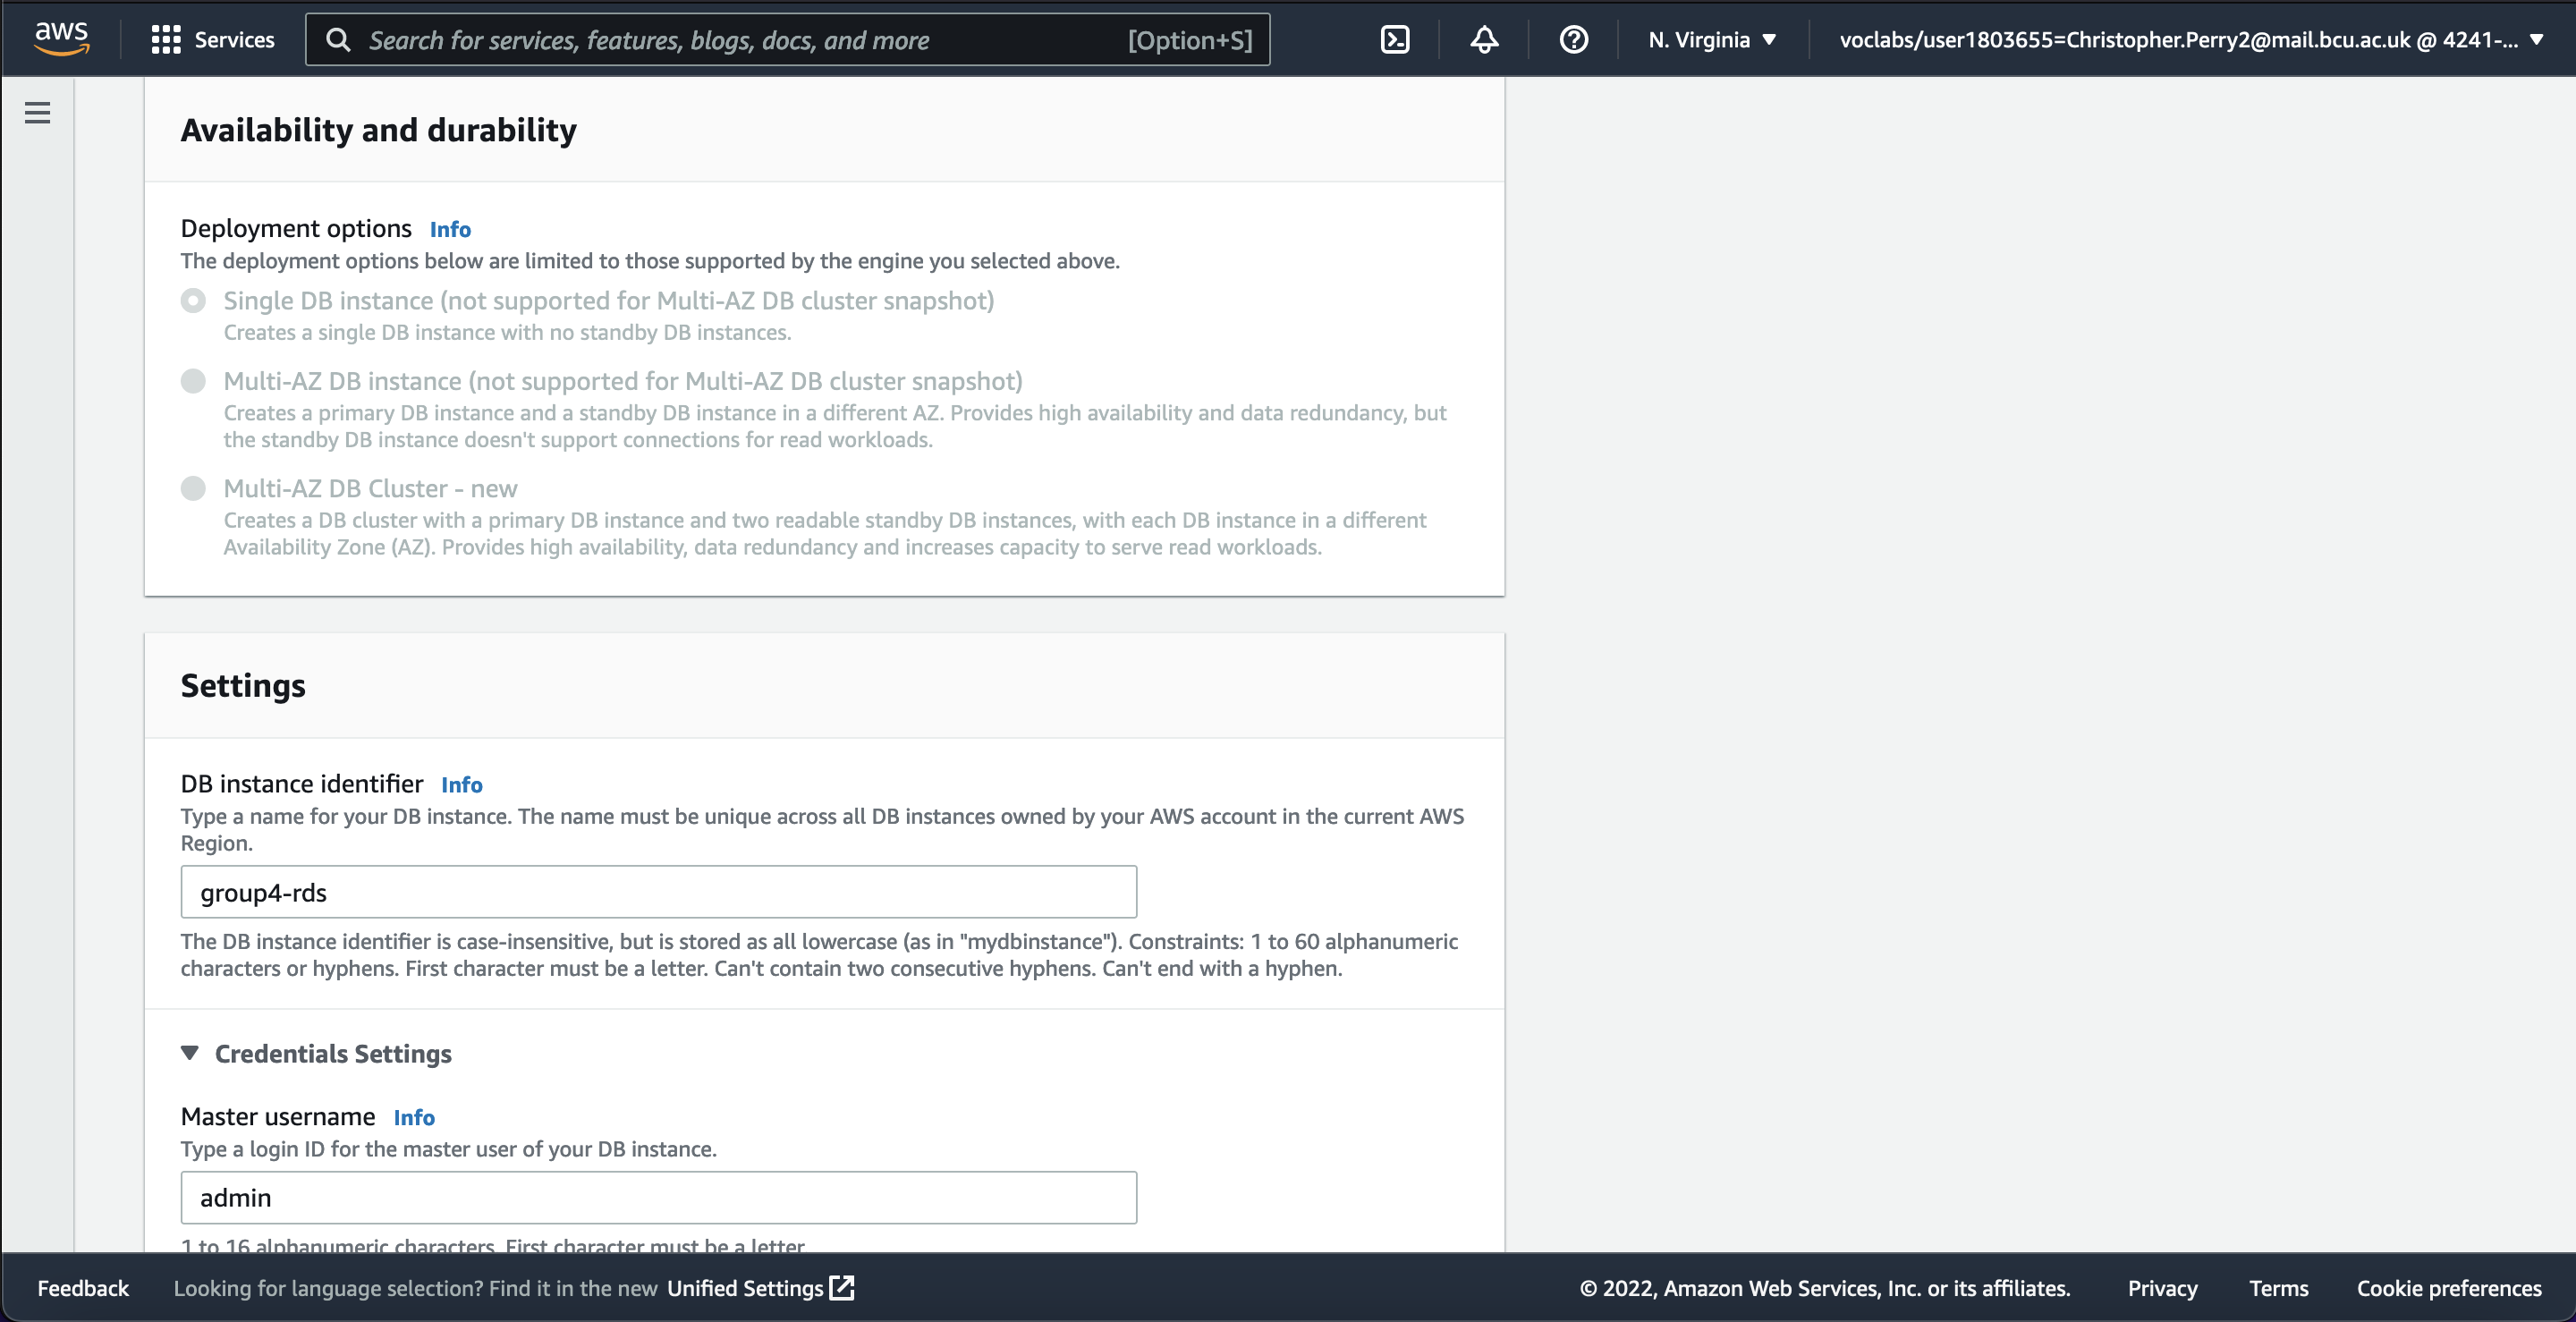 aws
Services
Search for services, features, blogs, docs, and more
[Option+S]
N. Virginia
voclabs/user1803655=Christopher.Perry2@mail.bcu.ac.uk @ 4241-...
Availability and durability
Deployment options Info
The deployment options below are limited to those supported by the engine you selected above.
Single DB instance (not supported for Multi-AZ DB cluster snapshot)
Creates a single DB instance with no standby DB instances.
Multi-AZ DB instance (not supported for Multi-AZ DB cluster snapshot)
Creates a primary DB instance and a standby DB instance in a different AZ. Provides high availability and data redundancy, but
the standby DB instance doesn't support connections for read workloads.
Multi-AZ DB Cluster - new
Creates a DB cluster with a primary DB instance and two readable standby DB instances, with each DB instance in a different
Availability Zone (AZ). Provides high availability, data redundancy and increases capacity to serve read workloads.
Settings
DB instance identifier Info
Type a name for your DB instance. The name must be unique across all DB instances owned by your AWS account in the current AWS
Region.
group4-rds
The DB instance identifier is case-insensitive, but is stored as all lowercase (as in "mydbinstance"). Constraints: 1 to 60 alphanumeric
characters or hyphens. First character must be a letter. Can't contain two consecutive hyphens. Can't end with a hyphen.
Credentials Settings
Master username Info
Type a login ID for the master user of your DB instance.
admin
1 to 16 alphanumeric characters. First character must be a letter
Feedback
Looking for language selection? Find it in the new Unified Settings
© 2022, Amazon Web Services, Inc. or its affiliates.
Privacy
Terms
Cookie preferences